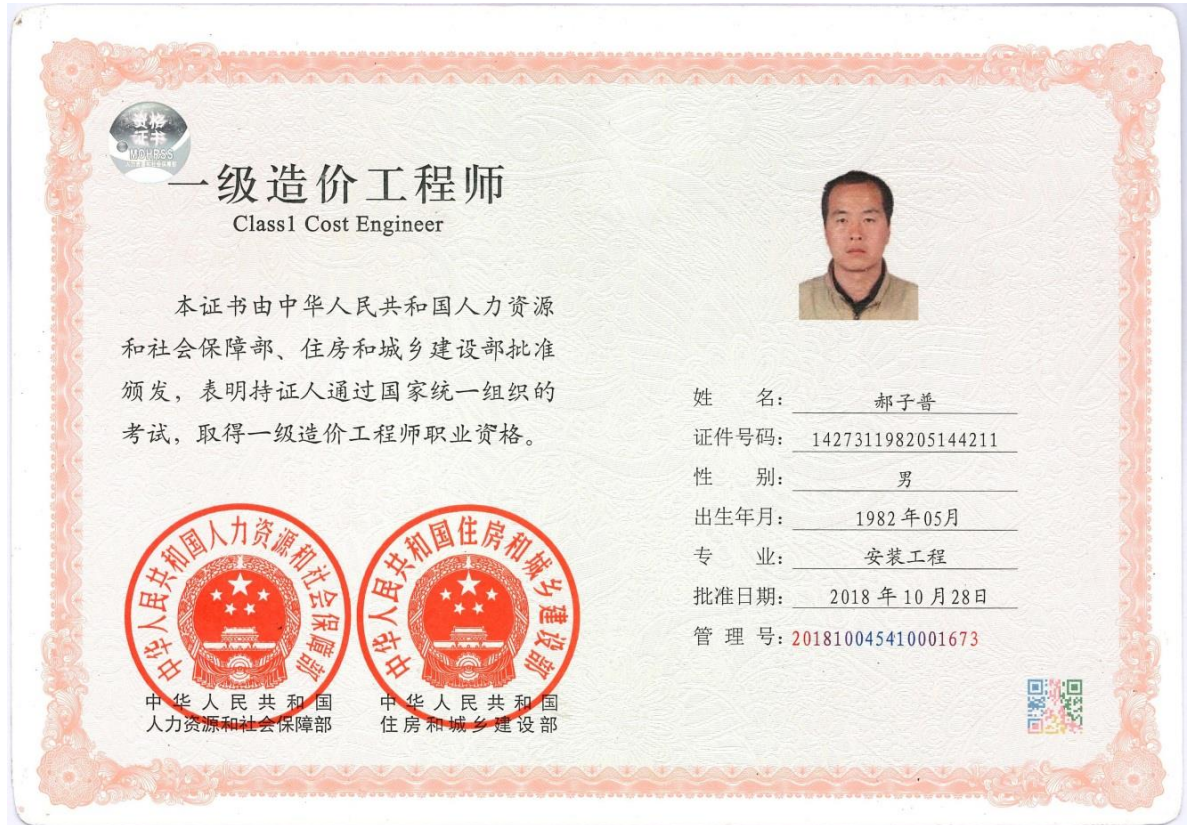 资格
证书
MOHRSS
一级造价工程师
Class1 Cost Engineer
本证书由中华人民共和国人力资源
和社会保障部、住房和城乡建设部批准
颁发，表明持证人通过国家统一组织的
考试，取得一级造价工程师职业资格。
中华人民共和国人力资源和社会保障部
中华人民共和国住房和城乡建设部
中华人民共和国
人力资源和社会保障部
中华人民共和国
住房和城乡建设部
姓名：郝子普
证件号码：142731198205144211
性别：男
出生年月：1982年05月
专业：安装工程
批准日期：2018年10月28日
管理号：201810045410001673